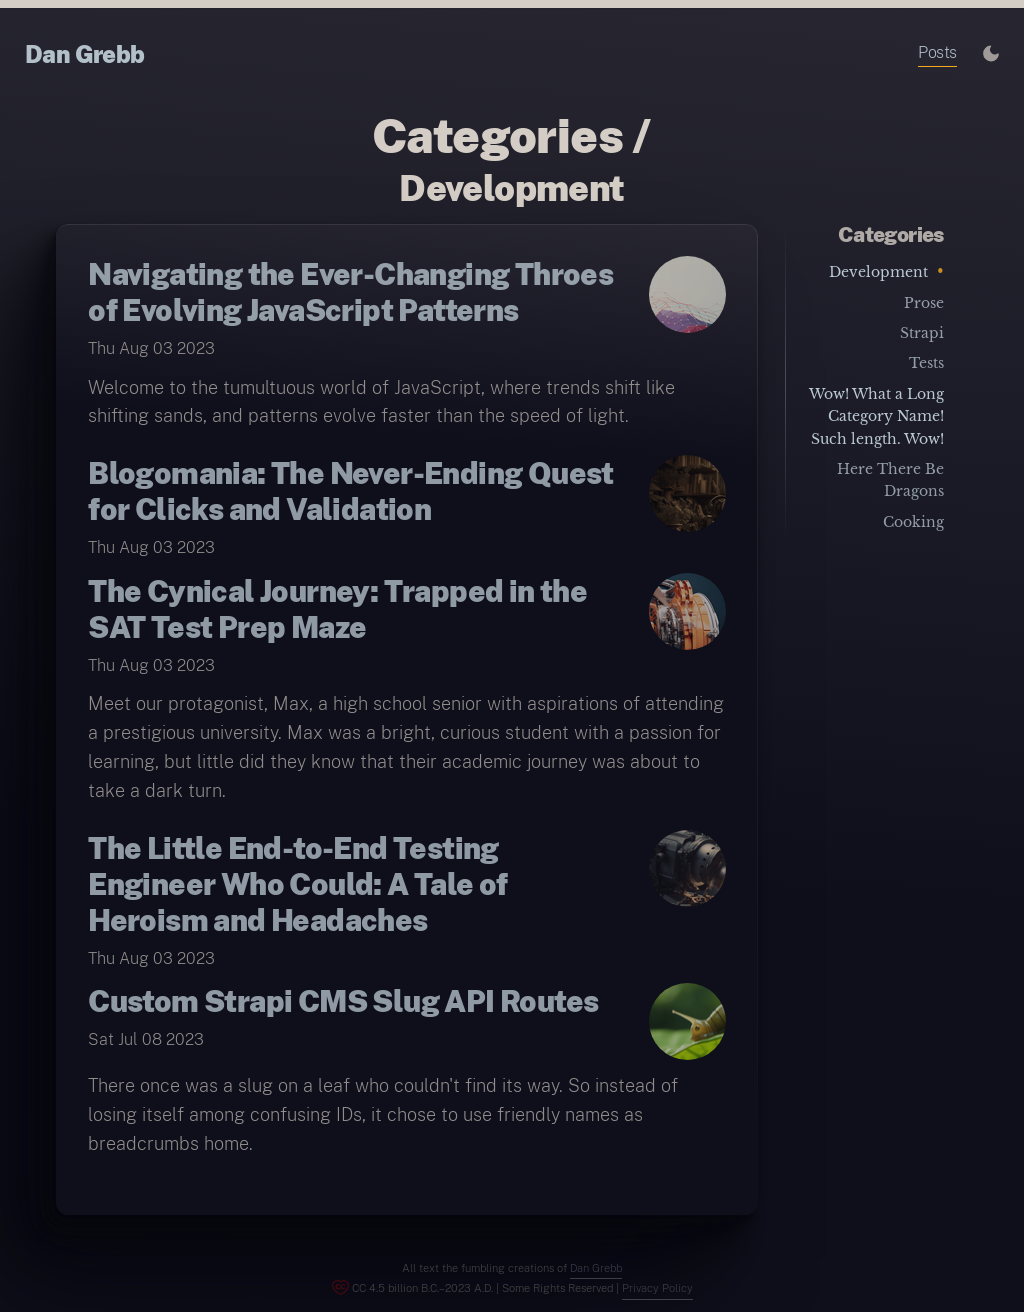 Dan Grebb
Posts
Categories /
Development
Navigating the Ever-Changing Throes
of Evolving JavaScript Patterns
Thu Aug 03 2023
Welcome to the tumultuous world of JavaScript, where trends shift like
shifting sands, and patterns evolve faster than the speed of light.
Blogomania: The Never-Ending Quest
for Clicks and Validation
Thu Aug 03 2023
The Cynical Journey: Trapped in the
SAT Test Prep Maze
Thu Aug 03 2023
Meet our protagonist, Max, a high school senior with aspirations of attending
a prestigious university. Max was a bright, curious student with a passion for
learning, but little did they know that their academic journey was about to
take a dark turn.
The Little End-to-End Testing
Engineer Who Could: A Tale of
Heroism and Headaches
Thu Aug 03 2023
Custom Strapi CMS Slug API Routes
Sat Jul 08 2023
There once was a slug on a leaf who couldn't find its way. So instead of
losing itself among confusing IDs, it chose to use friendly names as
breadcrumbs home.
Categories
Development •
Prose
Strapi
Tests
Wow! What a Long
Category Name!
Such length. Wow!
Here There Be
Dragons
Cooking
All text the fumbling creations of Dan Grebb
CC 4.5 billion B.C.–2023 A.D. | Some Rights Reserved | Privacy Policy